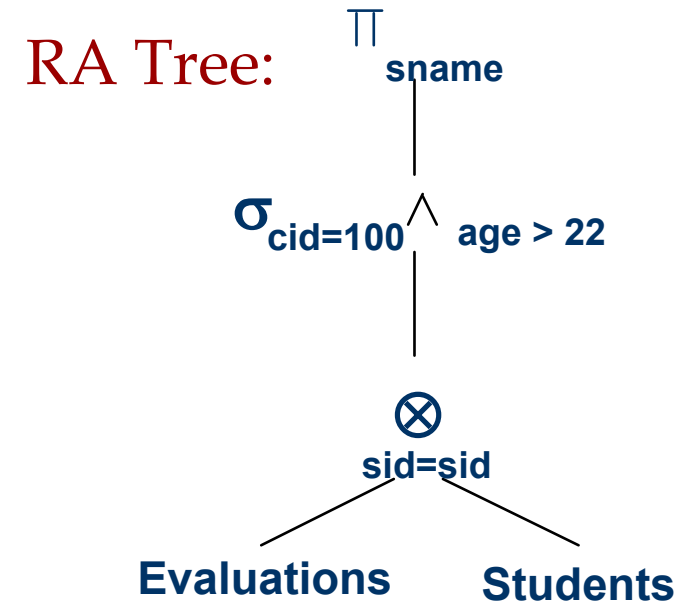 RA Tree:
∏ sname
σ cid=100 ∧ age > 22
⊗
sid=sid
Evaluations Students